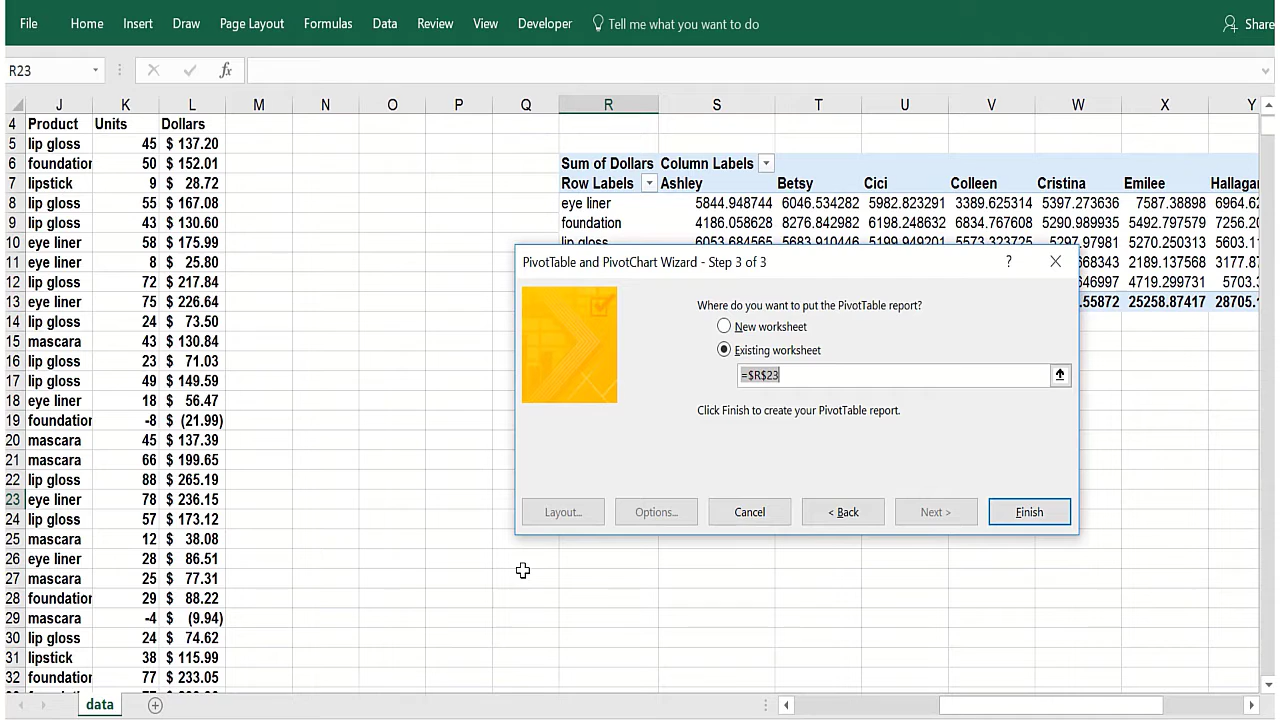 File Home Insert Draw Page Layout Formulas Data Review View Developer Tell me what you want to do Share
R23 fx
J K L M N O P Q R S T U V W X Y
4 Product Units Dollars
5 lip gloss 45 $ 137.20
6 foundation 50 $ 152.01 Sum of Dollars Column Labels
7 lipstick 9 $ 28.72 Row Labels Ashley Betsy Cici Colleen Cristina Emilee Hallagan
8 lip gloss 55 $ 167.08 eye liner 5844.948744 6046.534282 5982.823291 3389.625314 5397.273636 7587.38898 6964.62
9 lip gloss 43 $ 130.60 foundation 4186.058628 8276.842982 6198.248632 6834.767608 5290.989935 5492.797579 7256.20
10 eye liner 58 $ 175.99 lip gloss 6053.684565 5683.910446 5199.949201 5573.323725 5297.97981 5270.250313 5603.11
11 eye liner 8 $ 25.80 668343 2189.137568 3177.87
12 lip gloss 72 $ 217.84 646997 4719.299731 5703.3
13 eye liner 75 $ 226.64 .55872 25258.87417 28705.1
14 lip gloss 24 $ 73.50
15 mascara 43 $ 130.84
16 lip gloss 23 $ 71.03
17 lip gloss 49 $ 149.59
18 eye liner 18 $ 56.47
19 foundation -8 $ (21.99)
20 mascara 45 $ 137.39
21 mascara 66 $ 199.65
22 lip gloss 88 $ 265.19
23 eye liner 78 $ 236.15
24 lip gloss 57 $ 173.12
25 mascara 12 $ 38.08
26 eye liner 28 $ 86.51
27 mascara 25 $ 77.31
28 foundation 29 $ 88.22
29 mascara -4 $ (9.94)
30 lip gloss 24 $ 74.62
31 lipstick 38 $ 115.99
32 foundation 77 $ 233.05
PivotTable and PivotChart Wizard - Step 3 of 3 ?
Where do you want to put the PivotTable report?
New worksheet
Existing worksheet
=$R$23
Click Finish to create your PivotTable report.
Layout... Options... Cancel < Back Next > Finish
data